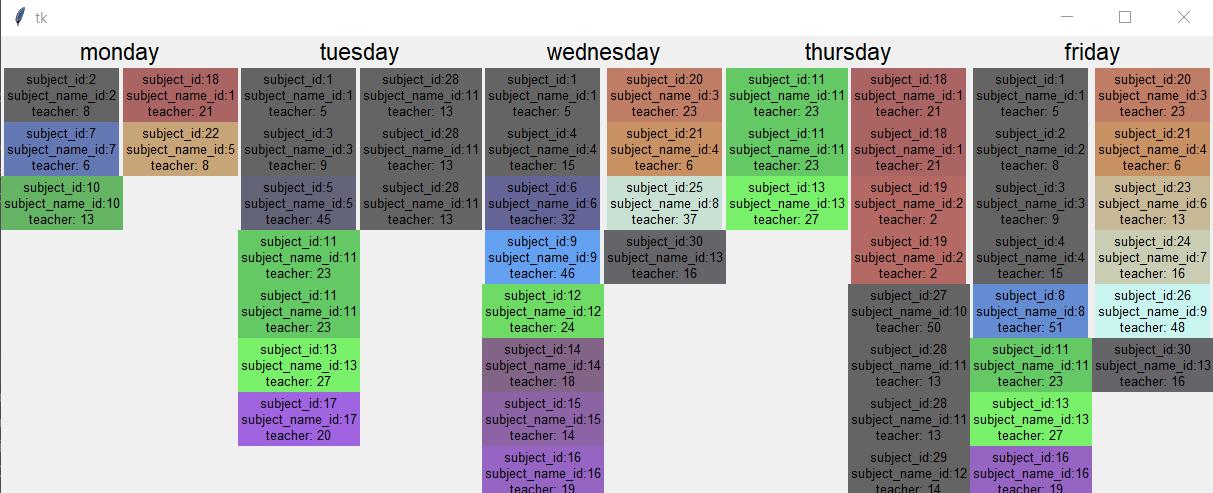 tk
monday
tuesday
wednesday
thursday
friday
subject_id:2
subject_name_id:2
teacher: 8
subject_id:7
subject_name_id:7
teacher: 6
subject_id:10
subject_name_id:10
teacher: 13
subject_id:18
subject_name_id:1
teacher: 21
subject_id:22
subject_name_id:5
teacher: 8
subject_id:1
subject_name_id:1
teacher: 5
subject_id:3
subject_name_id:3
teacher: 9
subject_id:5
subject_name_id:5
teacher: 45
subject_id:11
subject_name_id:11
teacher: 23
subject_id:11
subject_name_id:11
teacher: 23
subject_id:13
subject_name_id:13
teacher: 27
subject_id:17
subject_name_id:17
teacher: 20
subject_id:28
subject_name_id:11
teacher: 13
subject_id:28
subject_name_id:11
teacher: 13
subject_id:28
subject_name_id:11
teacher: 13
subject_id:1
subject_name_id:1
teacher: 5
subject_id:4
subject_name_id:4
teacher: 15
subject_id:6
subject_name_id:6
teacher: 32
subject_id:9
subject_name_id:9
teacher: 46
subject_id:12
subject_name_id:12
teacher: 24
subject_id:14
subject_name_id:14
teacher: 18
subject_id:15
subject_name_id:15
teacher: 14
subject_id:16
subject_name_id:16
teacher: 19
subject_id:20
subject_name_id:3
teacher: 23
subject_id:21
subject_name_id:4
teacher: 6
subject_id:25
subject_name_id:8
teacher: 37
subject_id:30
subject_name_id:13
teacher: 16
subject_id:11
subject_name_id:11
teacher: 23
subject_id:11
subject_name_id:11
teacher: 23
subject_id:13
subject_name_id:13
teacher: 27
subject_id:18
subject_name_id:1
teacher: 21
subject_id:18
subject_name_id:1
teacher: 21
subject_id:19
subject_name_id:2
teacher: 2
subject_id:19
subject_name_id:2
teacher: 2
subject_id:27
subject_name_id:10
teacher: 50
subject_id:28
subject_name_id:11
teacher: 13
subject_id:28
subject_name_id:11
teacher: 13
subject_id:29
subject_name_id:12
teacher: 14
subject_id:1
subject_name_id:1
teacher: 5
subject_id:2
subject_name_id:2
teacher: 8
subject_id:3
subject_name_id:3
teacher: 9
subject_id:4
subject_name_id:4
teacher: 15
subject_id:8
subject_name_id:8
teacher: 51
subject_id:11
subject_name_id:11
teacher: 23
subject_id:13
subject_name_id:13
teacher: 27
subject_id:16
subject_name_id:16
teacher: 19
subject_id:20
subject_name_id:3
teacher: 23
subject_id:21
subject_name_id:4
teacher: 6
subject_id:23
subject_name_id:6
teacher: 13
subject_id:24
subject_name_id:7
teacher: 16
subject_id:26
subject_name_id:9
teacher: 48
subject_id:30
subject_name_id:13
teacher: 16